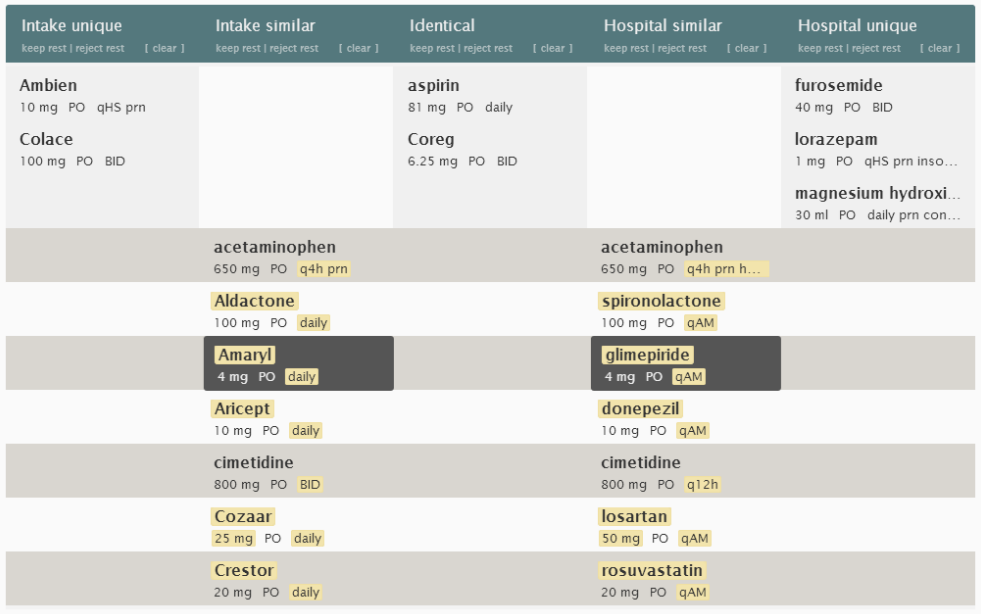 Intake unique Intake similar Identical Hospital similar Hospital unique
keep rest | reject rest [ clear ] keep rest | reject rest [ clear ] keep rest | reject rest [ clear ] keep rest | reject rest [ clear ] keep rest | reject rest [ clear ]
Ambien aspirin furosemide
10 mg PO qHS prn 81 mg PO daily 40 mg PO BID
Colace Coreg lorazepam
100 mg PO BID 6.25 mg PO BID 1 mg PO qHS prn inso...
magnesium hydroxi...
30 ml PO daily prn con...
acetaminophen acetaminophen
650 mg PO q4h prn 650 mg PO q4h prn h...
Aldactone spironolactone
100 mg PO daily 100 mg PO qAM
Amaryl glimepiride
4 mg PO daily 4 mg PO qAM
Aricept donepezil
10 mg PO daily 10 mg PO qAM
cimetidine cimetidine
800 mg PO BID 800 mg PO q12h
Cozaar losartan
25 mg PO daily 50 mg PO qAM
Crestor rosuvastatin
20 mg PO daily 20 mg PO qAM